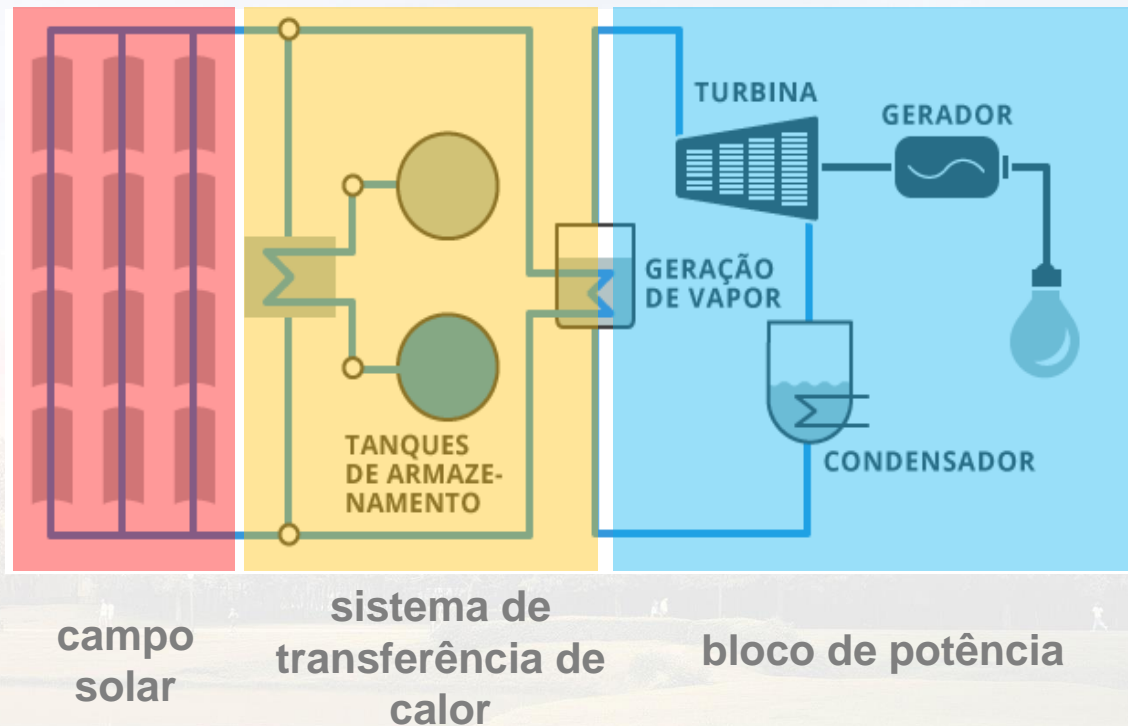 TURBINA
GERADOR
GERAÇÃO
DE VAPOR
TANQUES
DE ARMAZE-
NAMENTO
CONDENSADOR
campo
solar
sistema de
transferência de
calor
bloco de potência